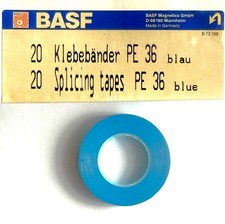 BASF
BASF Magnetics GmbH
D-68165 Mannheim
Made in Germany
20 Klebebänder PE 36 blau
20 Splicing tapes PE 36 blue